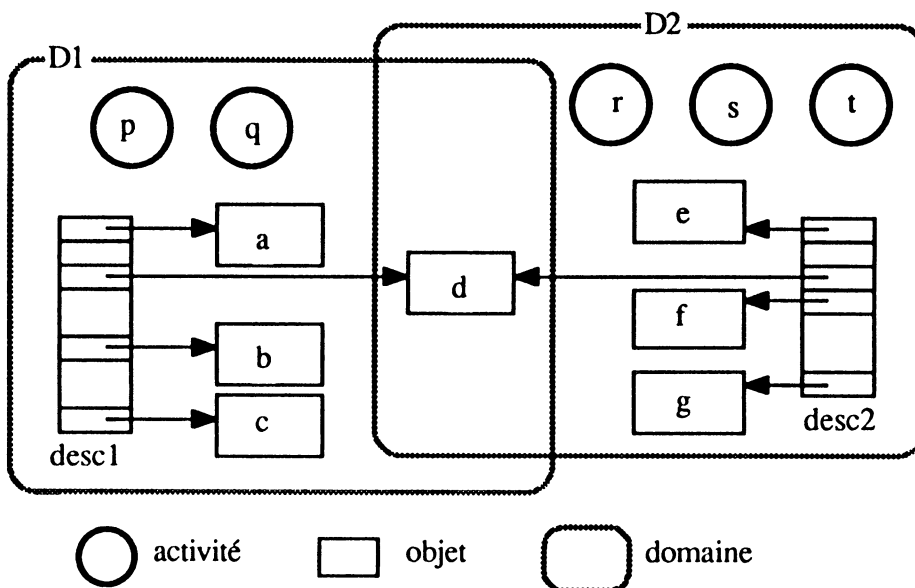 D2
D1
p q r s t
a e
d
f
b
g
c
desc1 desc2
activité objet domaine